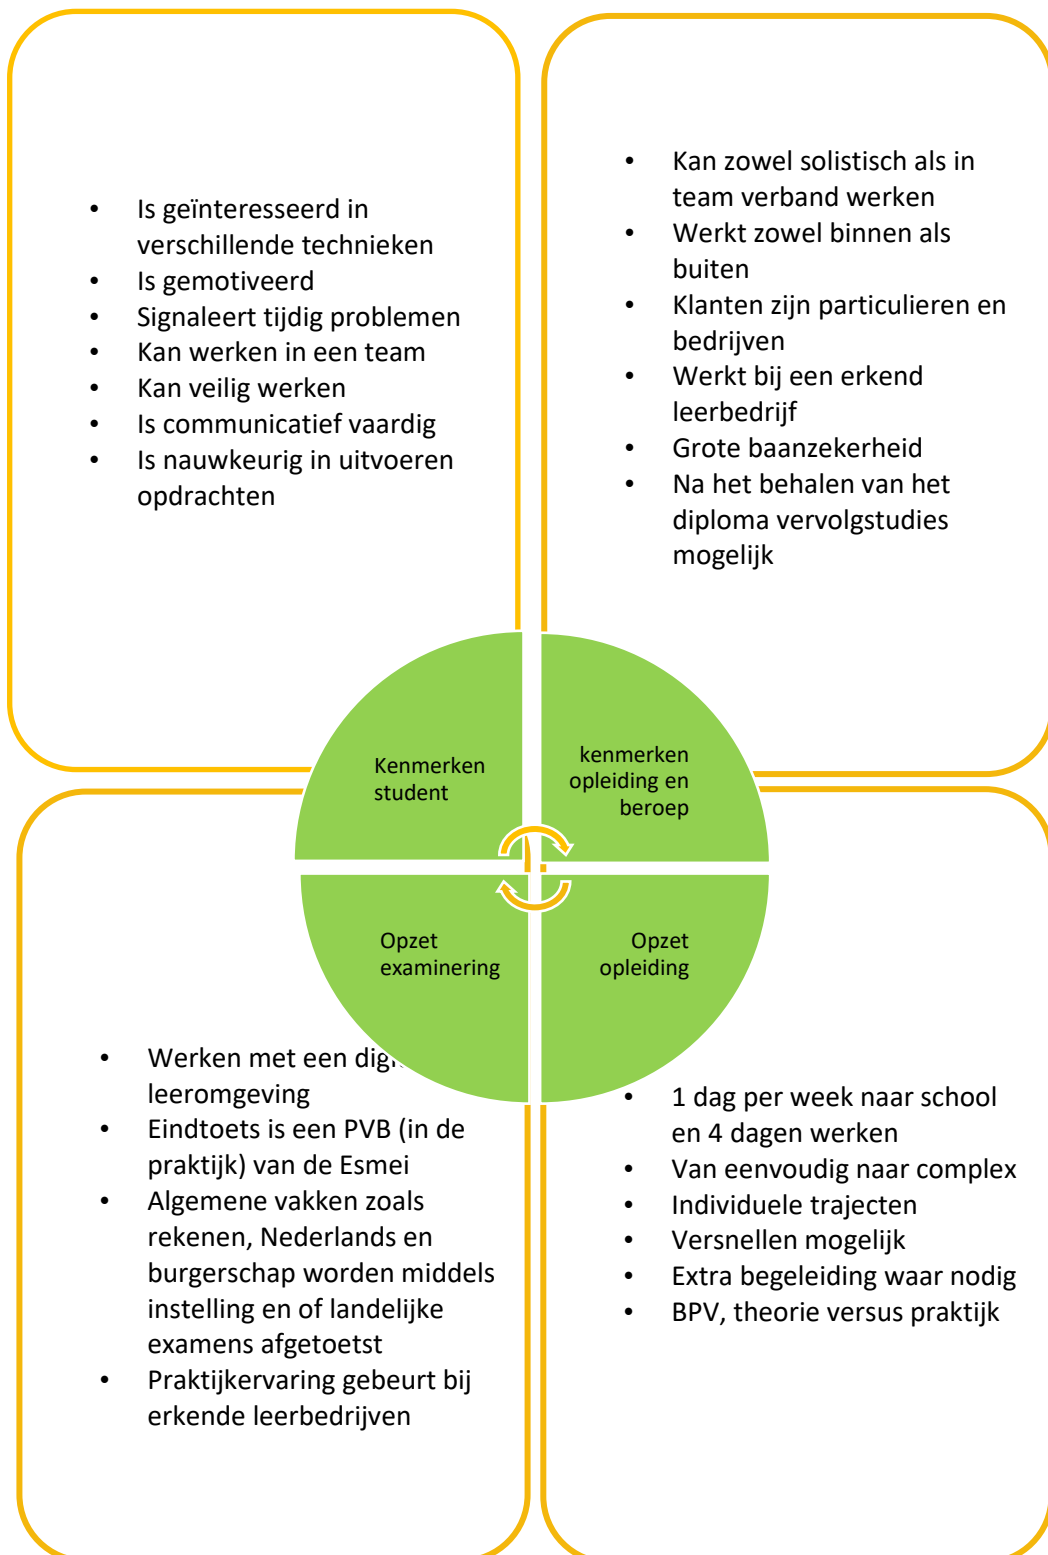 • Is geïnteresseerd in
verschillende technieken
• Is gemotiveerd
• Signaleert tijdig problemen
• Kan werken in een team
• Kan veilig werken
• Is communicatief vaardig
• Is nauwkeurig in uitvoeren
opdrachten
• Kan zowel solistisch als in
team verband werken
• Werkt zowel binnen als
buiten
• Klanten zijn particulieren en
bedrijven
• Werkt bij een erkend
leerbedrijf
• Grote baanzekerheid
• Na het behalen van het
diploma vervolgstudies
mogelijk
Kenmerken
student
kenmerken
opleiding en
beroep
Opzet
examinering
Opzet
opleiding
• Werken met een
leeromgeving
• Eindtoets is een PVB (in de
praktijk) van de Esmei
• Algemene vakken zoals
rekenen, Nederlands en
burgerschap worden middels
instelling en of landelijke
examens afgetoetst
• Praktijkervaring gebeurt bij
erkende leerbedrijven
• 1 dag per week naar school
en 4 dagen werken
• Van eenvoudig naar complex
• Individuele trajecten
• Versnellen mogelijk
• Extra begeleiding waar nodig
• BPV, theorie versus praktijk